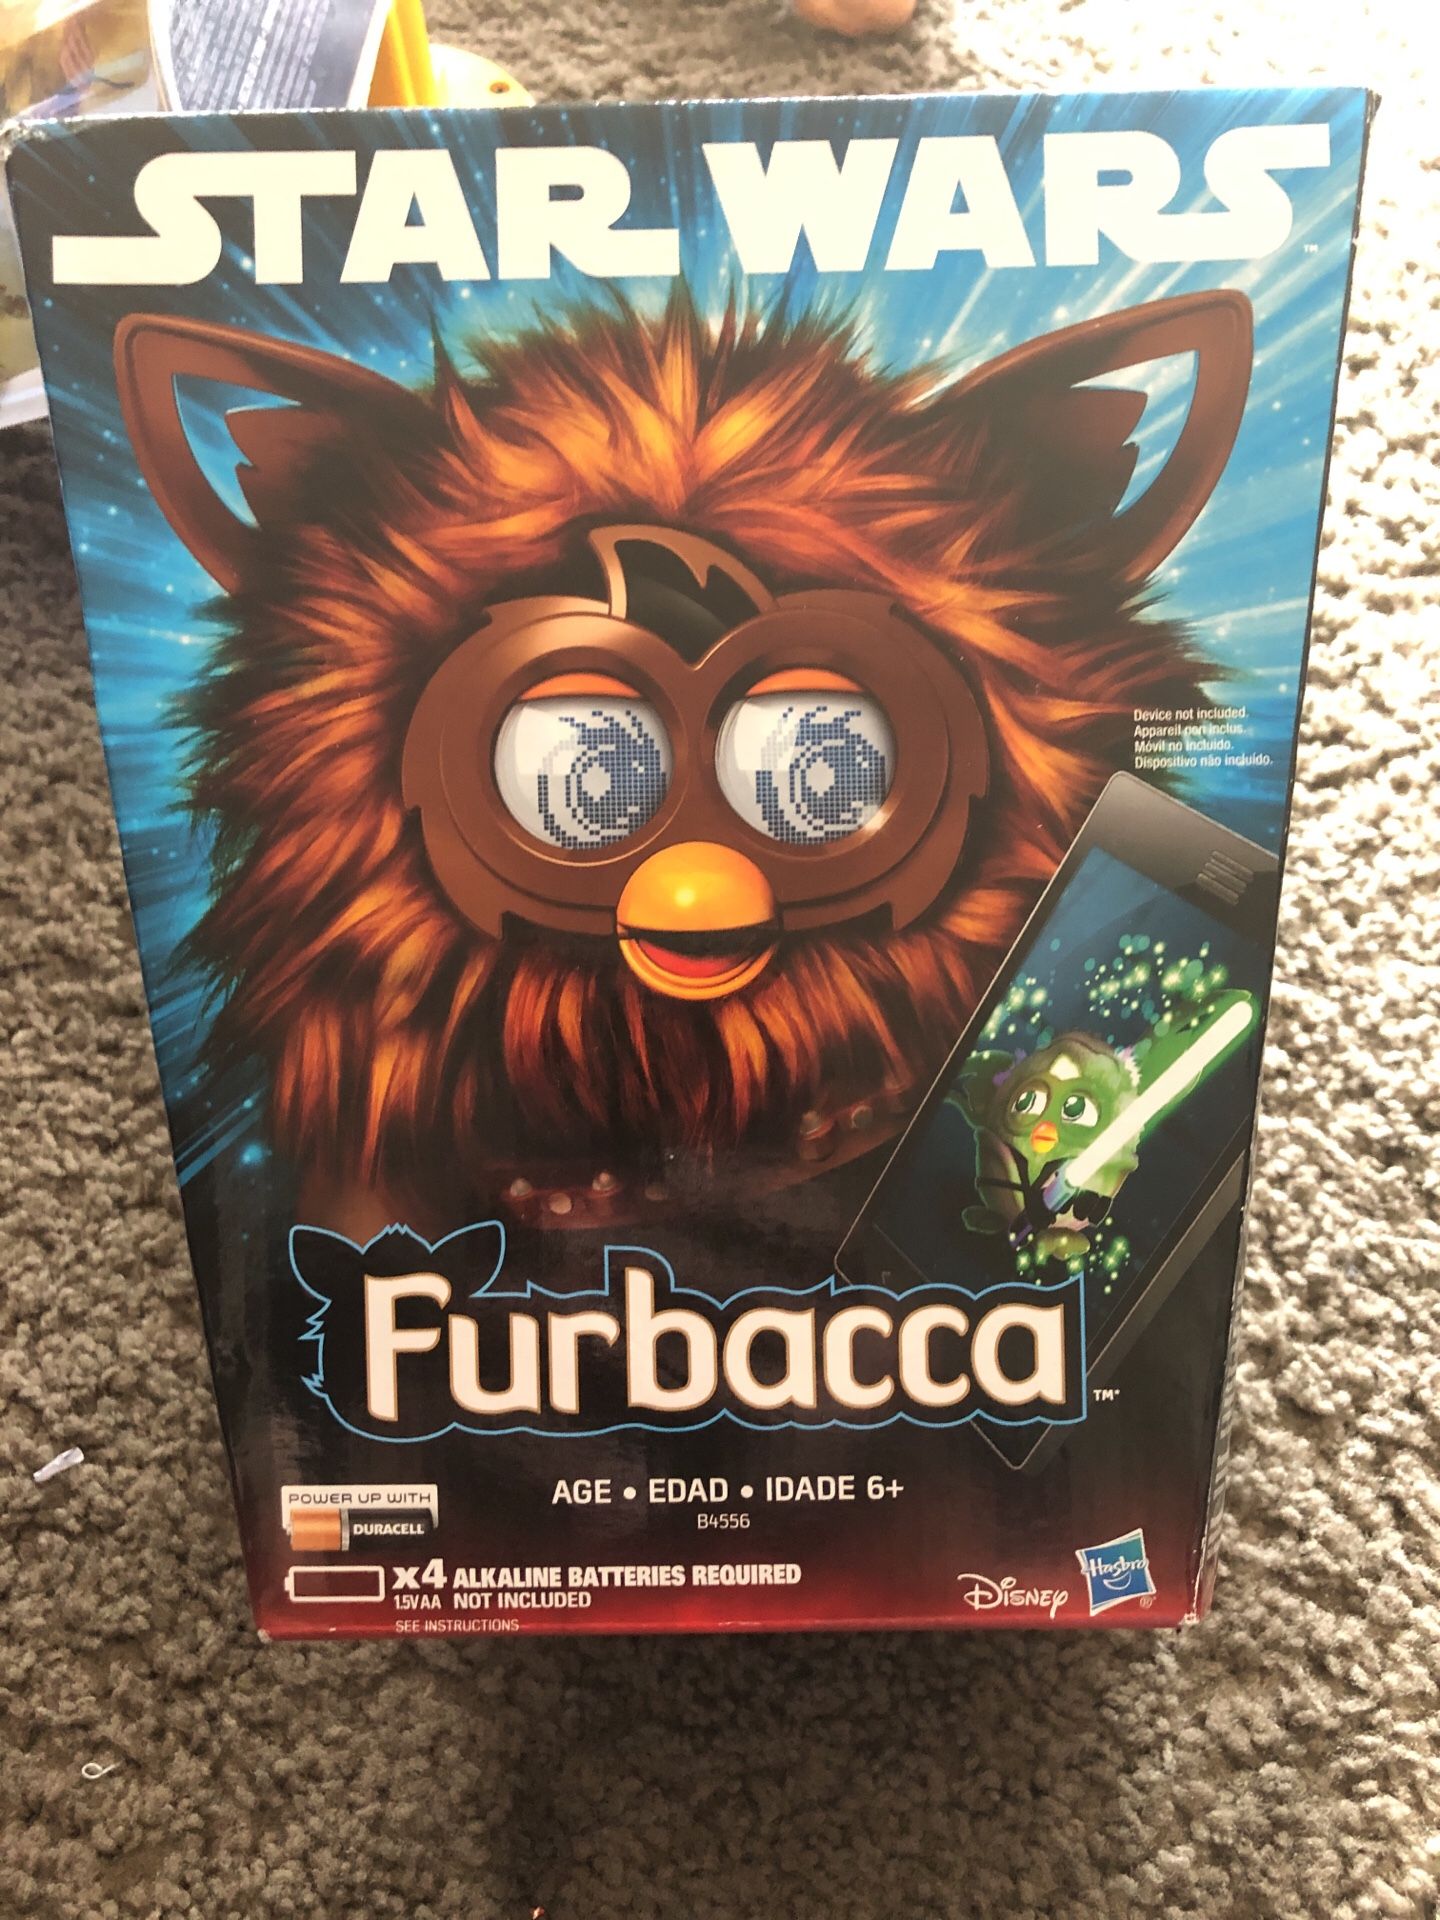 STAR WARS
TM
Device not included.
Appareil non inclus.
Móvil no incluido.
Dispositivo não incluído.
Furbacca
TM*
AGE • EDAD • IDADE 6+
B4556
POWER UP WITH
DURACELL
x4 ALKALINE BATTERIES REQUIRED
1.5V AA NOT INCLUDED
SEE INSTRUCTIONS
Disney
Hasbro
®